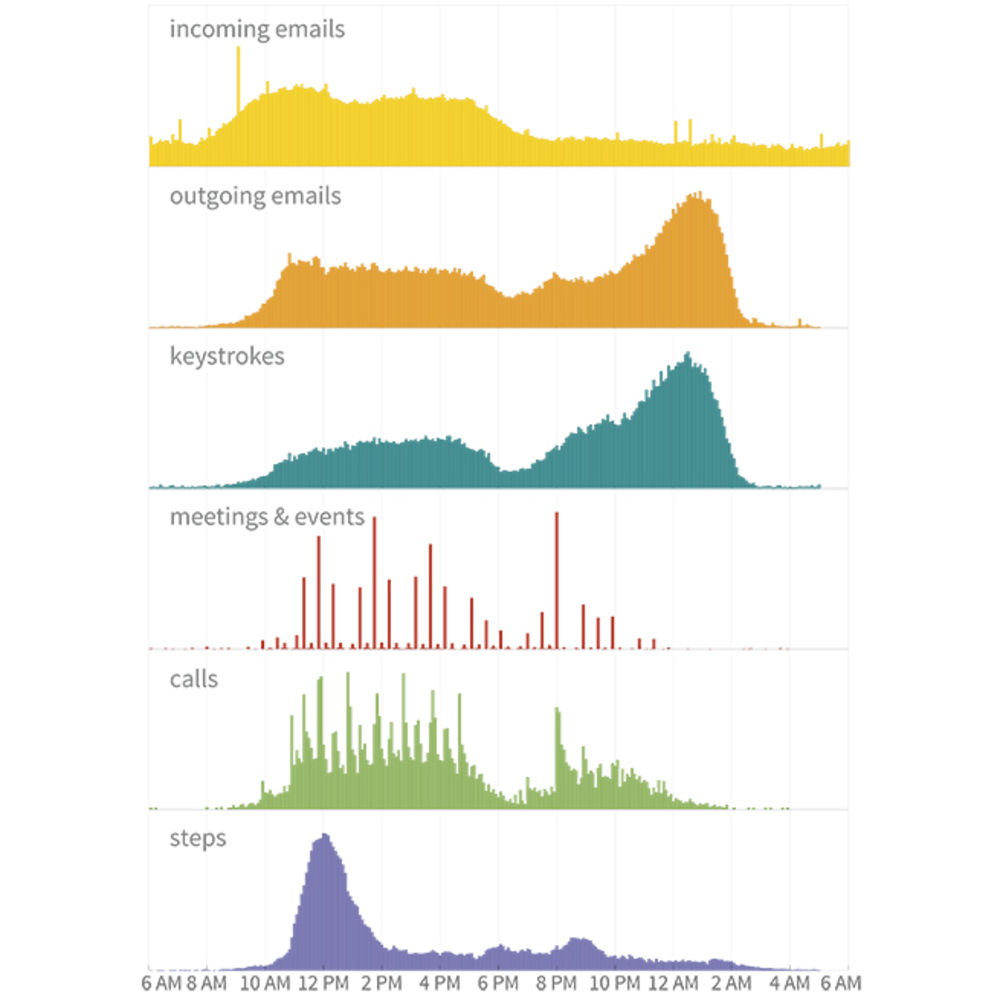 incoming emails
outgoing emails
keystrokes
meetings & events
calls
steps
6 AM 8 AM 10 AM 12 PM 2 PM 4 PM 6 PM 8 PM 10 PM 12 AM 2 AM 4 AM 6 AM